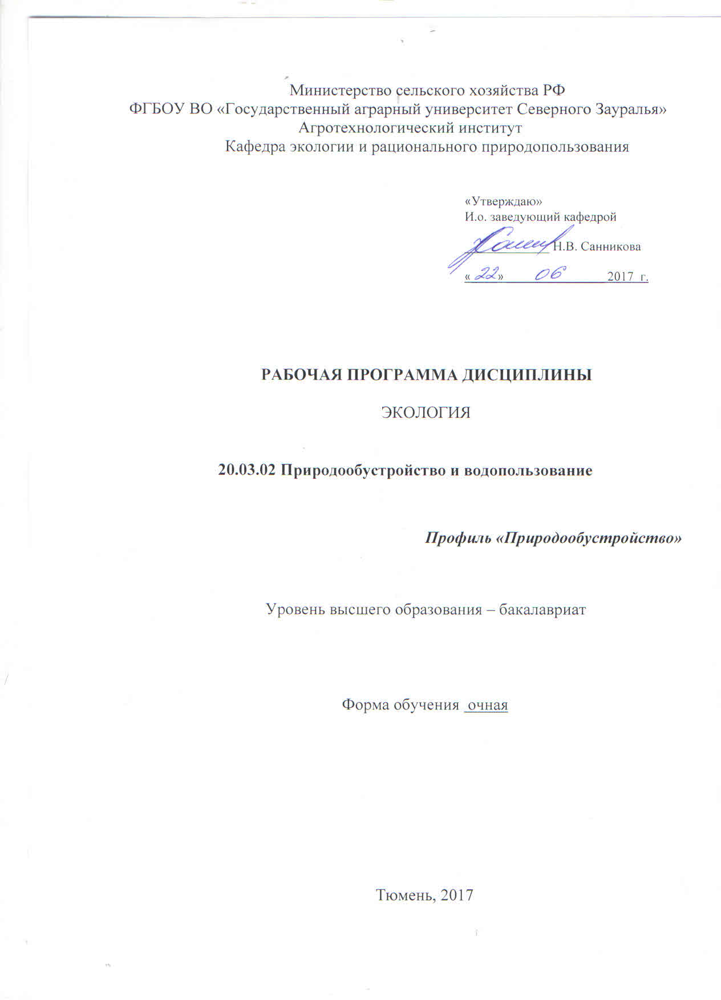 Министерство сельского хозяйства РФ
ФГБОУ ВО «Государственный аграрный университет Северного Зауралья»
Агротехнологический институт
Кафедра экологии и рационального природопользования
«Утверждаю»
И.о. заведующий кафедрой
Н.В. Санникова
« 22 » 06 2017 г.
РАБОЧАЯ ПРОГРАММА ДИСЦИПЛИНЫ
ЭКОЛОГИЯ
20.03.02 Природообустройство и водопользование
Профиль «Природообустройство»
Уровень высшего образования – бакалавриат
Форма обучения очная
Тюмень, 2017